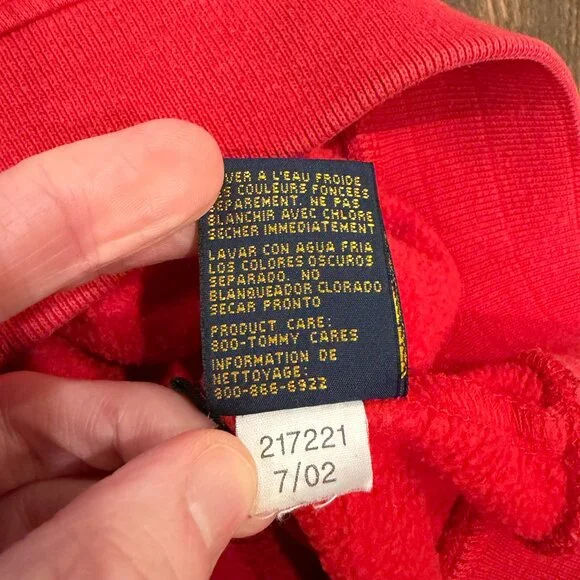 VER A L'EAU FROIDE
ES COULEURS FONCEES
SEPAREMENT. NE PAS
BLANCHIR AVEC CHLORE
SECHER IMMEDIATEMENT
LAVAR CON AGUA FRIA
LOS COLORES OSCUROS
SEPARADO. NO
BLANQUEADOR CLORADO
SECAR PRONTO
PRODUCT CARE:
800-TOMMY CARES
INFORMATION DE
NETTOYAGE:
800-866-6922
217221
7/02